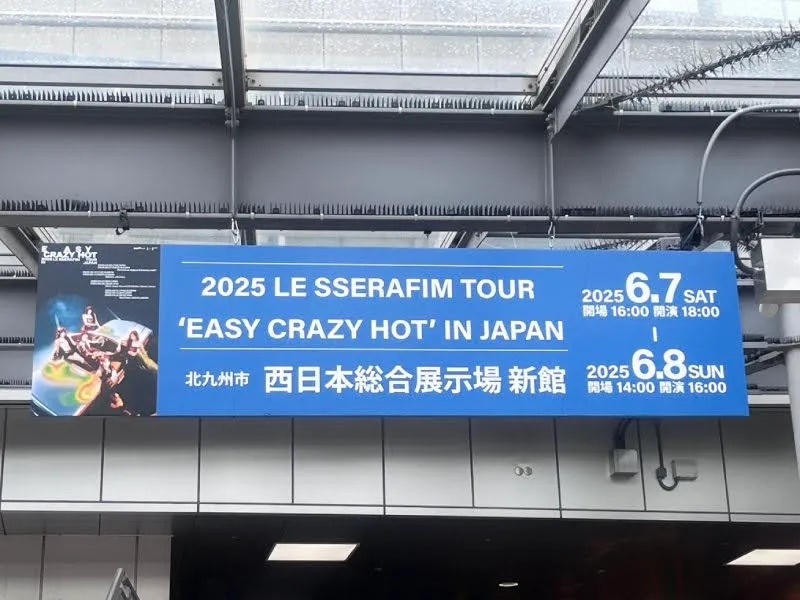 EASY
CRAZY HOT
2025 LE SSERAFIM TOUR
‘EASY CRAZY HOT’ IN JAPAN
北九州市 西日本総合展示場 新館
2025 6.7 SAT
開場 16:00 開演 18:00
2025 6.8 SUN
開場 14:00 開演 16:00